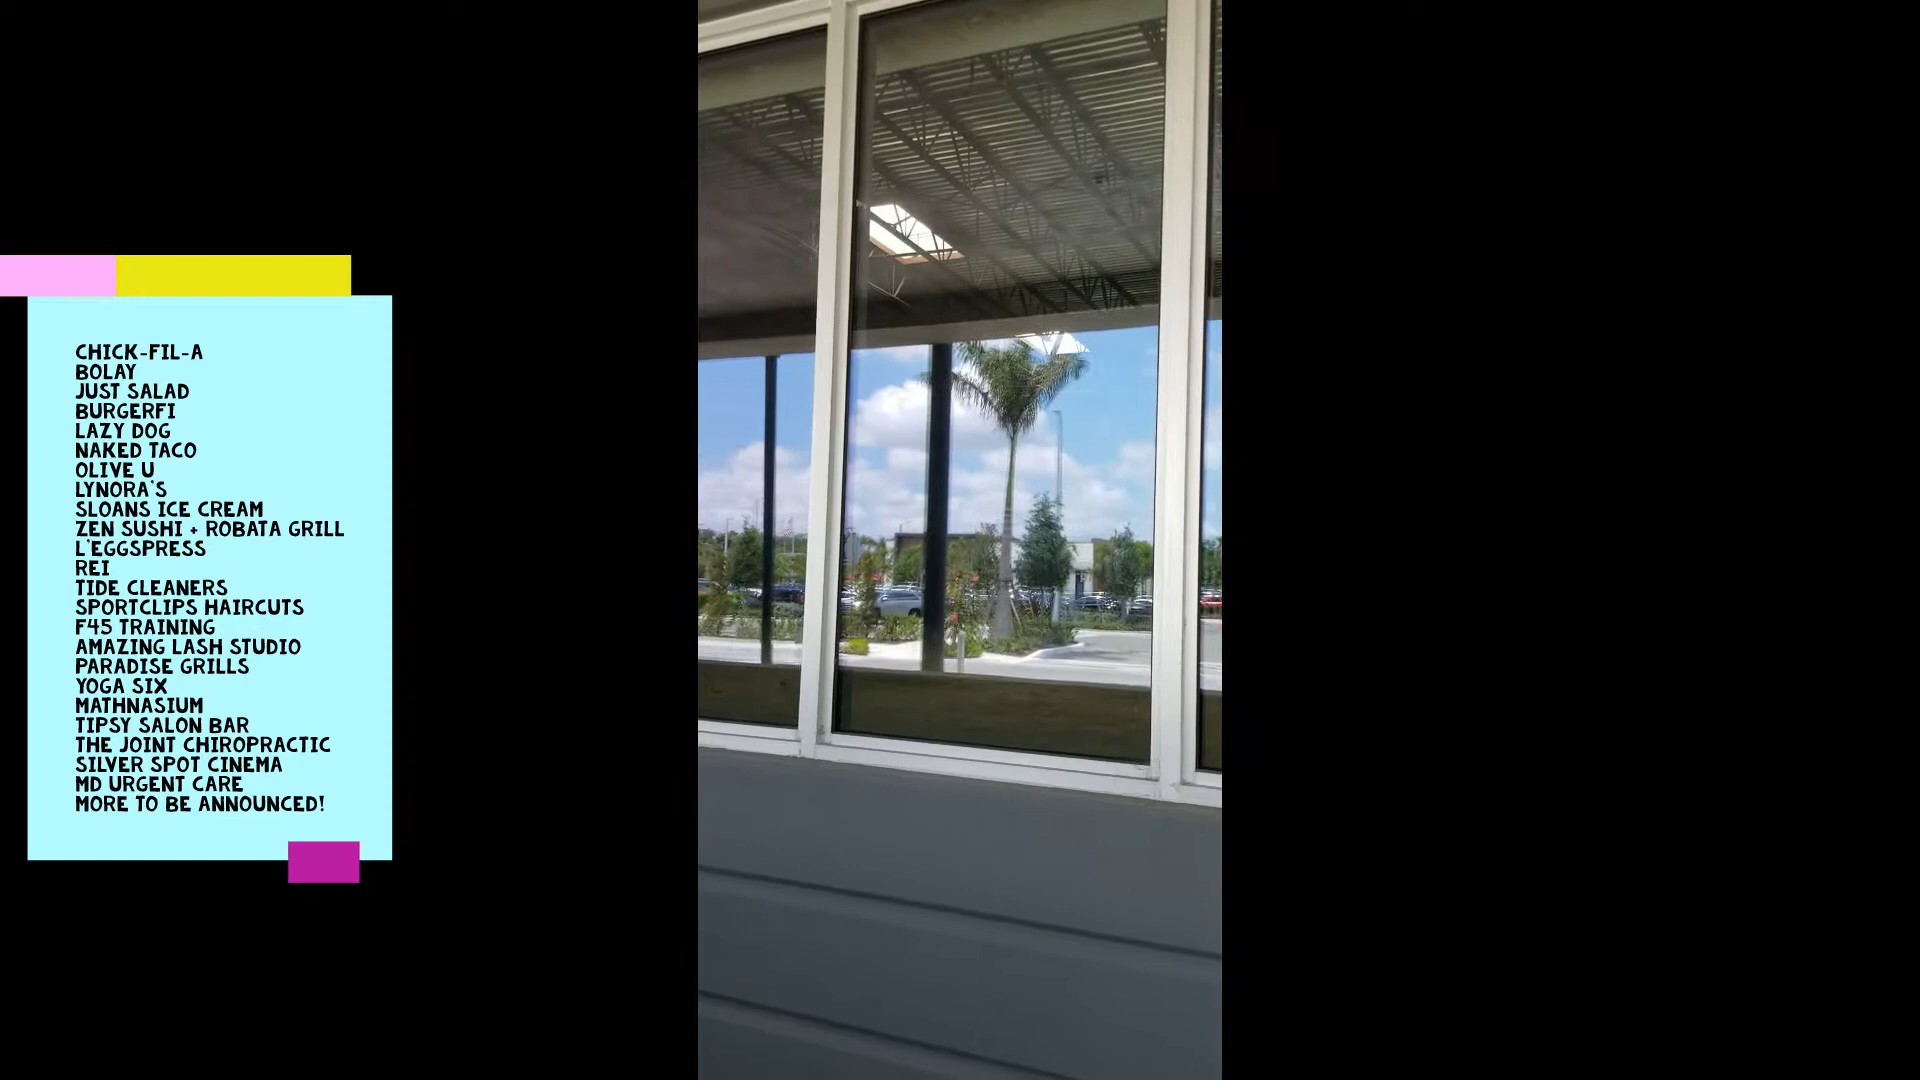 CHICK-FIL-A
BOLAY
JUST SALAD
BURGERFI
LAZY DOG
NAKED TACO
OLIVE U
LYNORA'S
SLOANS ICE CREAM
ZEN SUSHI + ROBATA GRILL
L'EGGSPRESS
REI
TIDE CLEANERS
SPORTCLIPS HAIRCUTS
F45 TRAINING
AMAZING LASH STUDIO
PARADISE GRILLS
YOGA SIX
MATHNASIUM
TIPSY SALON BAR
THE JOINT CHIROPRACTIC
SILVER SPOT CINEMA
MD URGENT CARE
MORE TO BE ANNOUNCED!